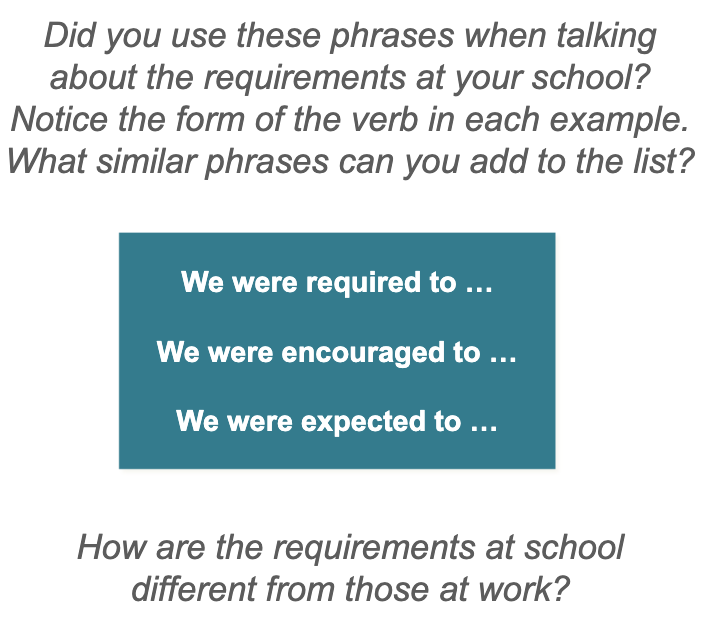 Did you use these phrases when talking
about the requirements at your school?
Notice the form of the verb in each example.
What similar phrases can you add to the list?
We were required to …
We were encouraged to …
We were expected to …
How are the requirements at school
different from those at work?